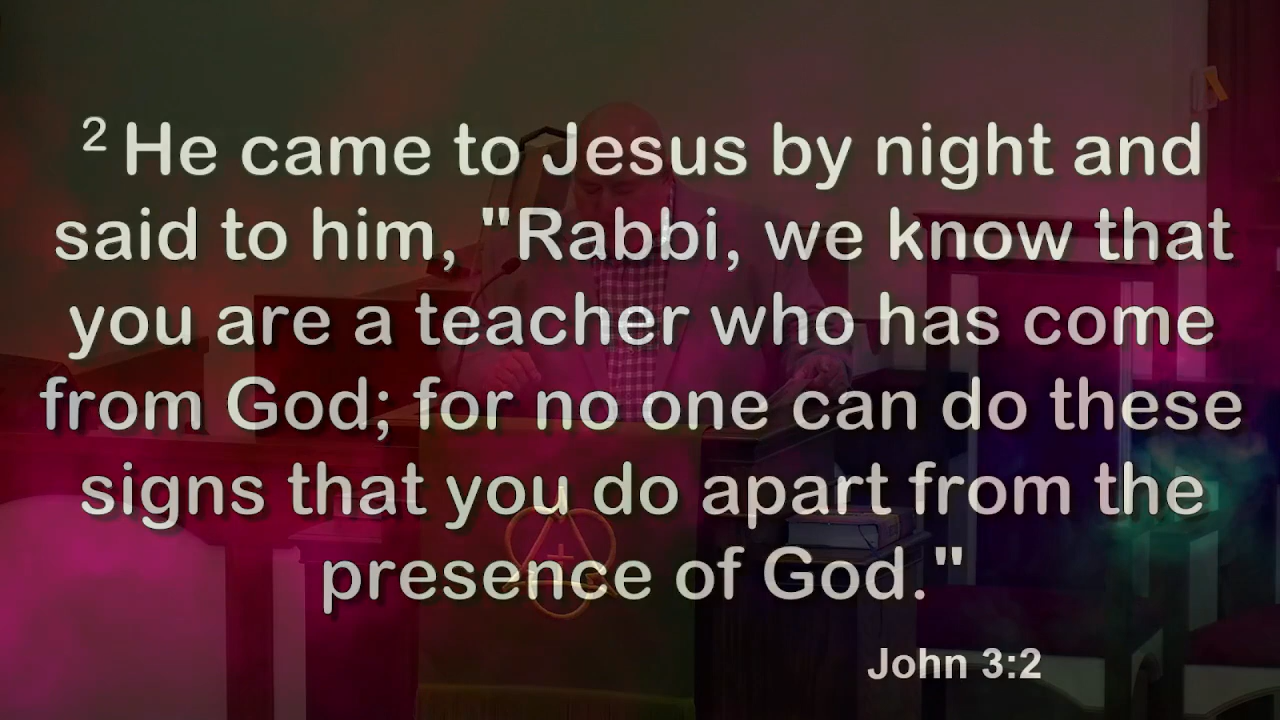 2 He came to Jesus by night and
said to him, "Rabbi, we know that
you are a teacher who has come
from God; for no one can do these
signs that you do apart from the
presence of God."
John 3:2